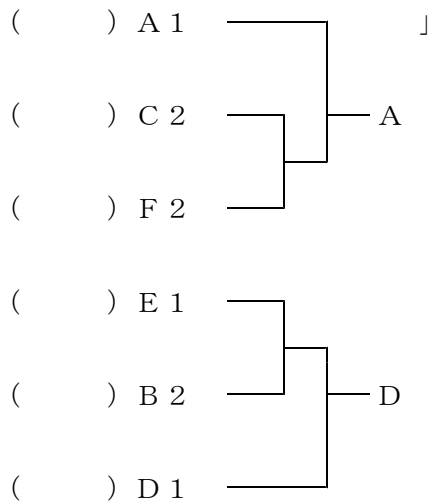 (　　　) A 1　　　　　　　」
(　　　) C 2　　　　　　A
(　　　) F 2
(　　　) E 1
(　　　) B 2　　　　　　D
(　　　) D 1